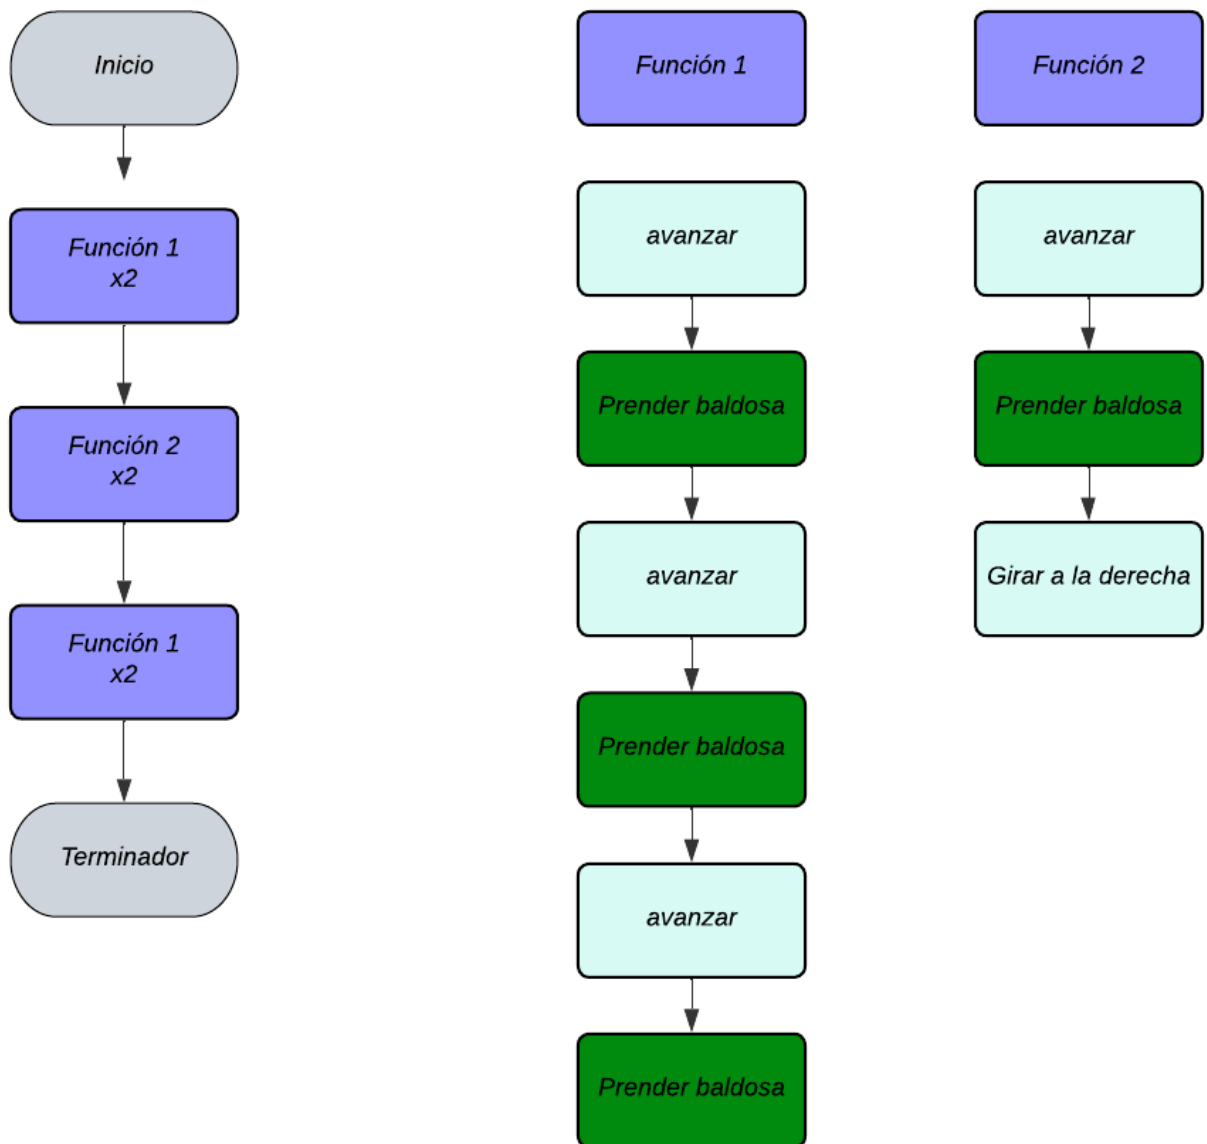 Inicio
Función 1
x2
Función 2
x2
Función 1
x2
Terminador
Función 1
avanzar
Prender baldosa
avanzar
Prender baldosa
avanzar
Prender baldosa
Función 2
avanzar
Prender baldosa
Girar a la derecha